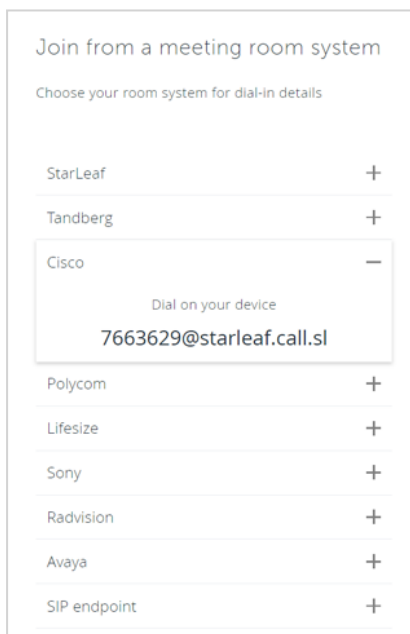 Join from a meeting room system
Choose your room system for dial-in details
StarLeaf
Tandberg
Cisco
Dial on your device
7663629@starleaf.call.sl
Polycom
Lifesize
Sony
Radvision
Avaya
SIP endpoint